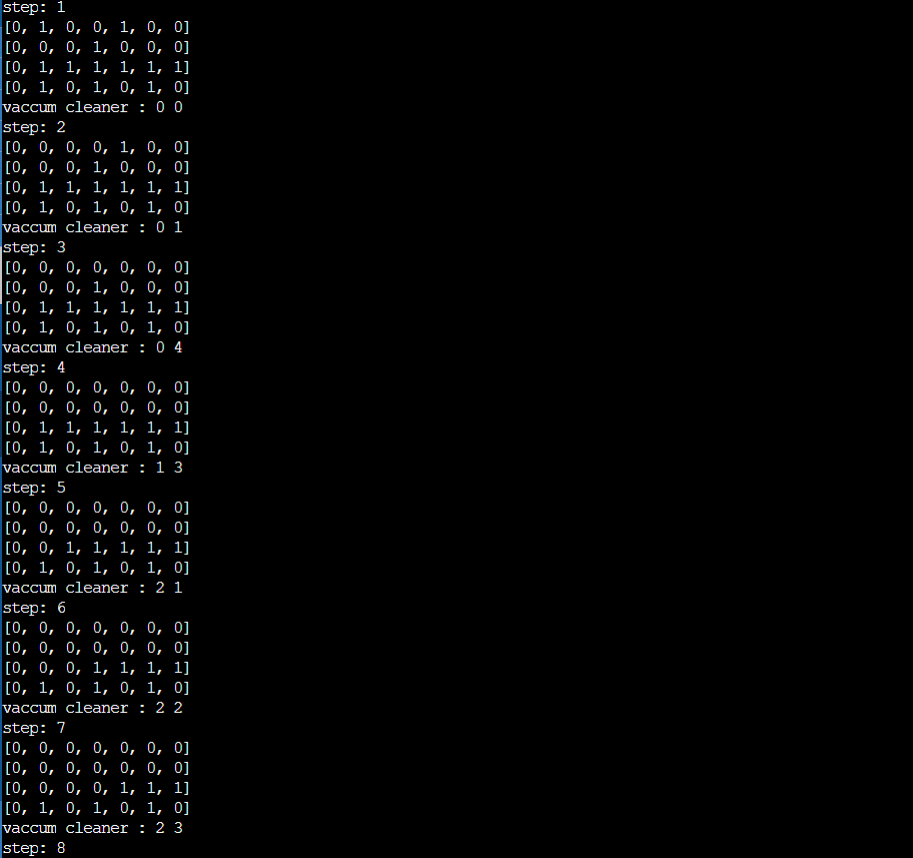 step: 1
[0, 1, 0, 0, 1, 0, 0]
[0, 0, 0, 1, 0, 0, 0]
[0, 1, 1, 1, 1, 1, 1]
[0, 1, 0, 1, 0, 1, 0]
vaccum cleaner : 0 0
step: 2
[0, 0, 0, 0, 1, 0, 0]
[0, 0, 0, 1, 0, 0, 0]
[0, 1, 1, 1, 1, 1, 1]
[0, 1, 0, 1, 0, 1, 0]
vaccum cleaner : 0 1
step: 3
[0, 0, 0, 0, 0, 0, 0]
[0, 0, 0, 1, 0, 0, 0]
[0, 1, 1, 1, 1, 1, 1]
[0, 1, 0, 1, 0, 1, 0]
vaccum cleaner : 0 4
step: 4
[0, 0, 0, 0, 0, 0, 0]
[0, 0, 0, 0, 0, 0, 0]
[0, 1, 1, 1, 1, 1, 1]
[0, 1, 0, 1, 0, 1, 0]
vaccum cleaner : 1 3
step: 5
[0, 0, 0, 0, 0, 0, 0]
[0, 0, 0, 0, 0, 0, 0]
[0, 0, 1, 1, 1, 1, 1]
[0, 1, 0, 1, 0, 1, 0]
vaccum cleaner : 2 1
step: 6
[0, 0, 0, 0, 0, 0, 0]
[0, 0, 0, 0, 0, 0, 0]
[0, 0, 0, 1, 1, 1, 1]
[0, 1, 0, 1, 0, 1, 0]
vaccum cleaner : 2 2
step: 7
[0, 0, 0, 0, 0, 0, 0]
[0, 0, 0, 0, 0, 0, 0]
[0, 0, 0, 0, 1, 1, 1]
[0, 1, 0, 1, 0, 1, 0]
vaccum cleaner : 2 3
step: 8